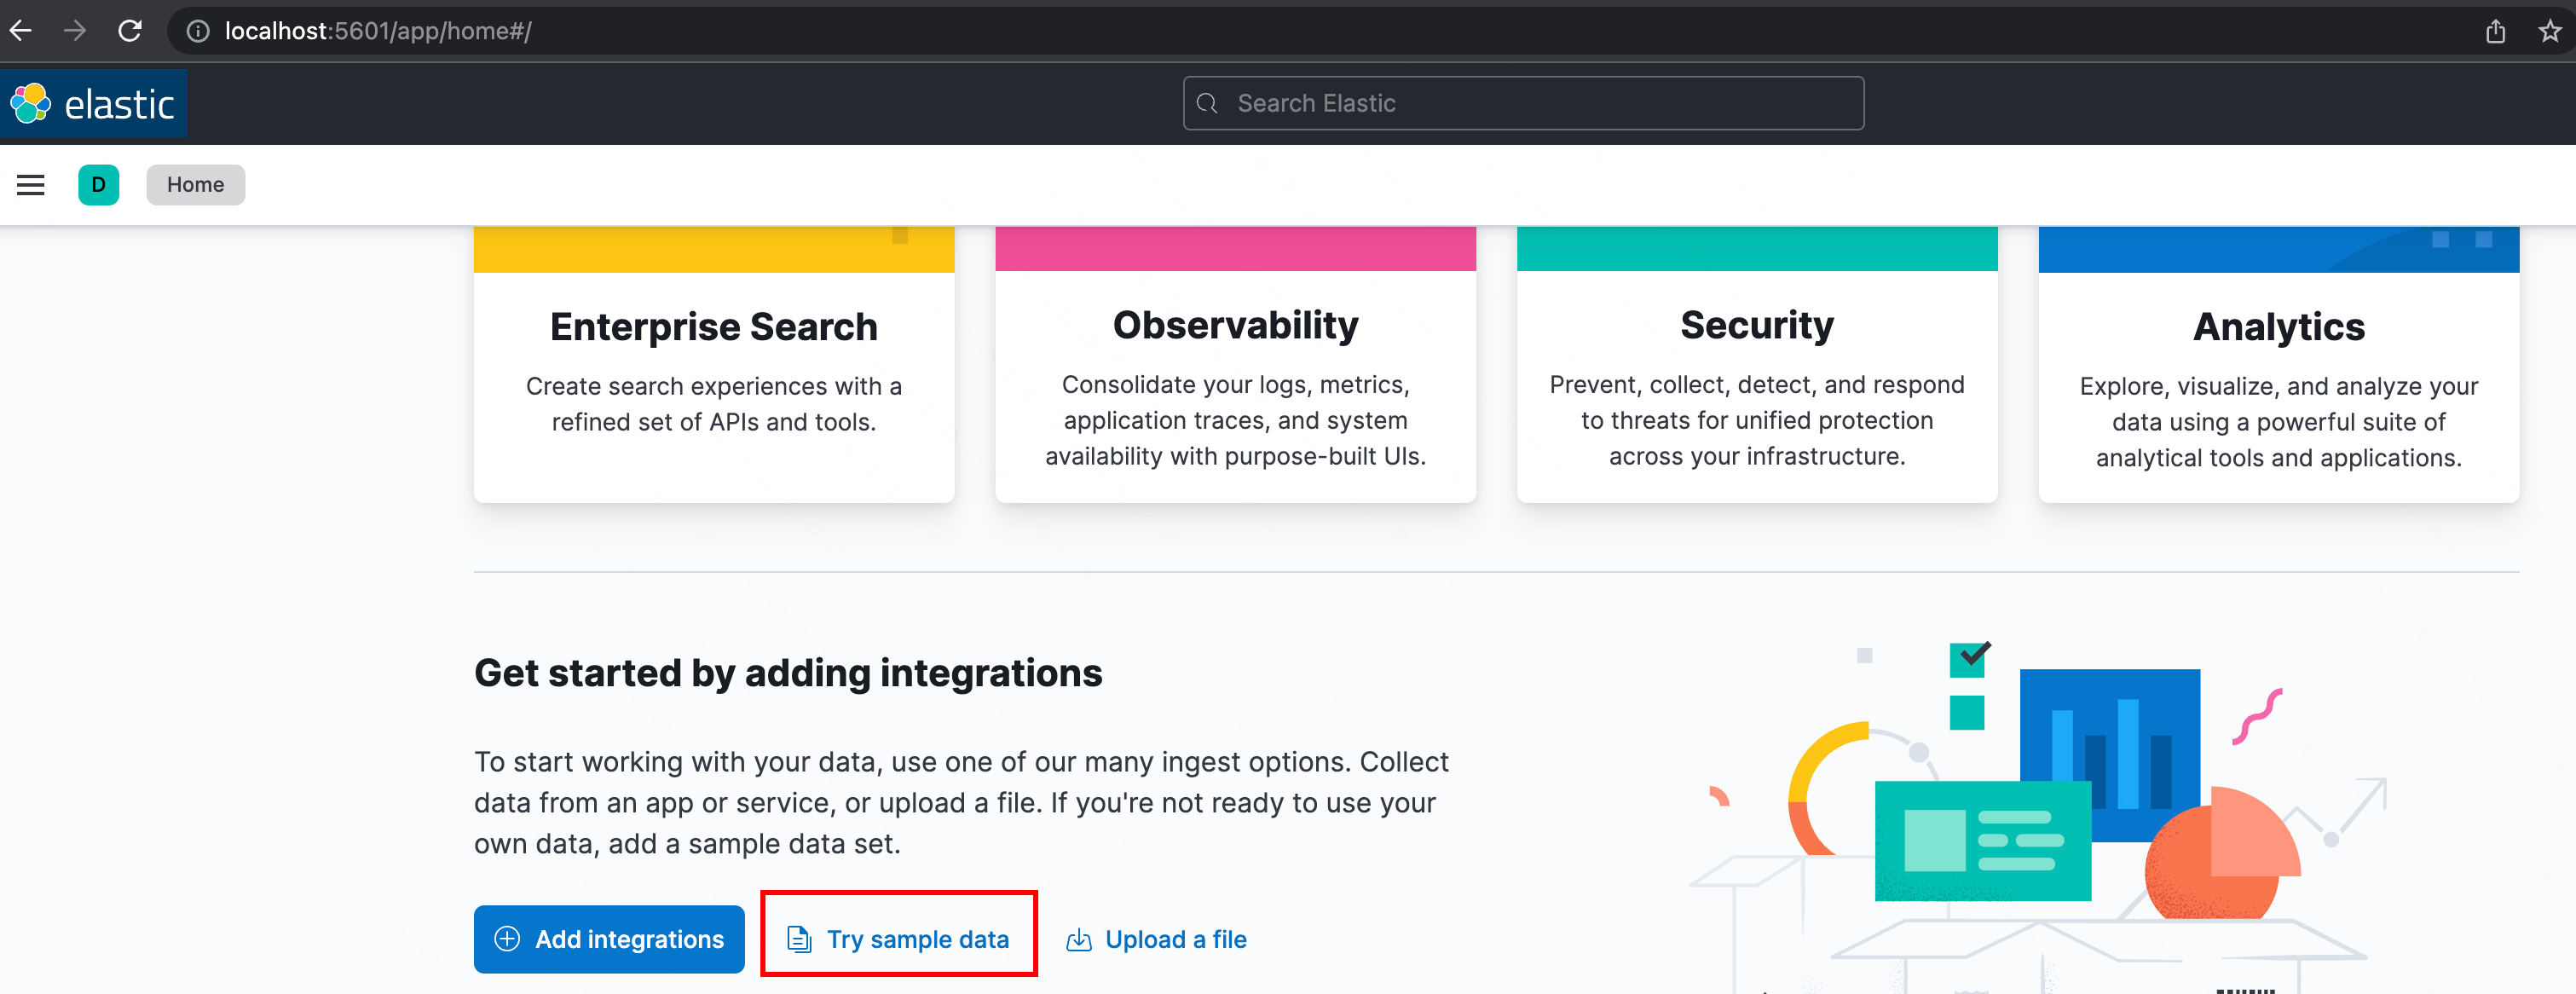 localhost:5601/app/home#/
elastic
Search Elastic
D
Home
Enterprise Search
Create search experiences with a
refined set of APIs and tools.
Observability
Consolidate your logs, metrics,
application traces, and system
availability with purpose-built UIs.
Security
Prevent, collect, detect, and respond
to threats for unified protection
across your infrastructure.
Analytics
Explore, visualize, and analyze your
data using a powerful suite of
analytical tools and applications.
Get started by adding integrations
To start working with your data, use one of our many ingest options. Collect
data from an app or service, or upload a file. If you're not ready to use your
own data, add a sample data set.
Add integrations
Try sample data
Upload a file